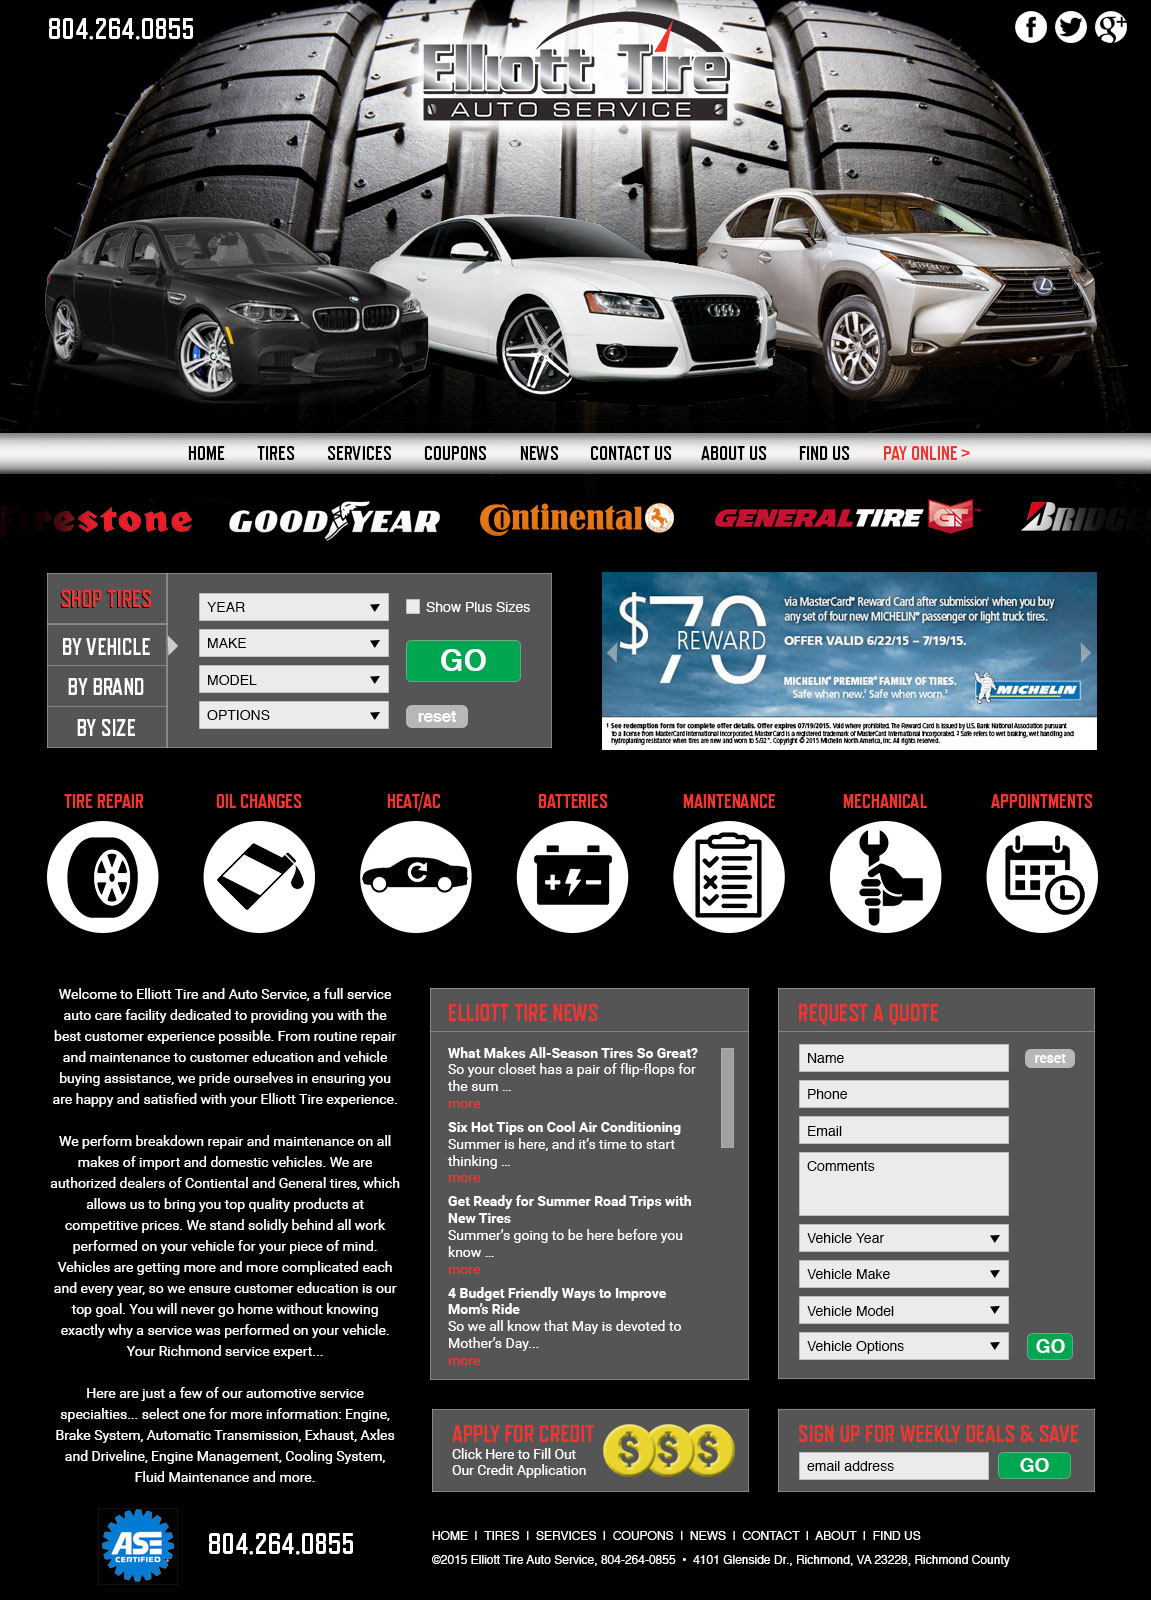 804.264.0855
Elliott Tire
AUTO SERVICE
HOME TIRES SERVICES COUPONS NEWS CONTACT US ABOUT US FIND US PAY ONLINE >
Firestone GOODYEAR Continental GENERAL TIRE GT BRIDGES
SHOP TIRES
BY VEHICLE
BY BRAND
BY SIZE
YEAR
MAKE
MODEL
OPTIONS
Show Plus Sizes
GO
reset
$70 REWARD
via MasterCard® Reward Card after submission¹ when you buy
any set of four new MICHELIN® passenger or light truck tires.
OFFER VALID 6/22/15 – 7/19/15.
MICHELIN® PREMIER® FAMILY OF TIRES.
Safe when new.² Safe when worn.²
MICHELIN
¹ See redemption form for complete offer details. Offer expires 07/19/2015. Void where prohibited. The Reward Card is issued by U.S. Bank National Association pursuant
to a license from MasterCard International Incorporated. MasterCard is a registered trademark of MasterCard International Incorporated. ² Safe refers to wet braking, wet handling and
hydroplaning resistance when tires are new and worn to 5/32". Copyright © 2015 Michelin North America, Inc. All rights reserved.
TIRE REPAIR OIL CHANGES HEAT/AC BATTERIES MAINTENANCE MECHANICAL APPOINTMENTS
Welcome to Elliott Tire and Auto Service, a full service
auto care facility dedicated to providing you with the
best customer experience possible. From routine repair
and maintenance to customer education and vehicle
buying assistance, we pride ourselves in ensuring you
are happy and satisfied with your Elliott Tire experience.
We perform breakdown repair and maintenance on all
makes of import and domestic vehicles. We are
authorized dealers of Contiental and General tires, which
allows us to bring you top quality products at
competitive prices. We stand solidly behind all work
performed on your vehicle for your piece of mind.
Vehicles are getting more and more complicated each
and every year, so we ensure customer education is our
top goal. You will never go home without knowing
exactly why a service was performed on your vehicle.
Your Richmond service expert...
Here are just a few of our automotive service
specialties... select one for more information: Engine,
Brake System, Automatic Transmission, Exhaust, Axles
and Driveline, Engine Management, Cooling System,
Fluid Maintenance and more.
ELLIOTT TIRE NEWS
What Makes All-Season Tires So Great?
So your closet has a pair of flip-flops for
the sum ...
more
Six Hot Tips on Cool Air Conditioning
Summer is here, and it's time to start
thinking ...
more
Get Ready for Summer Road Trips with
New Tires
Summer's going to be here before you
know ...
more
4 Budget Friendly Ways to Improve
Mom's Ride
So we all know that May is devoted to
Mother's Day...
more
REQUEST A QUOTE
Name
reset
Phone
Email
Comments
Vehicle Year
Vehicle Make
Vehicle Model
Vehicle Options
GO
APPLY FOR CREDIT
Click Here to Fill Out
Our Credit Application
$ $ $
SIGN UP FOR WEEKLY DEALS & SAVE
email address
GO
ASE
CERTIFIED
804.264.0855
HOME | TIRES | SERVICES | COUPONS | NEWS | CONTACT | ABOUT | FIND US
©2015 Elliott Tire Auto Service, 804-264-0855 • 4101 Glenside Dr., Richmond, VA 23228, Richmond County